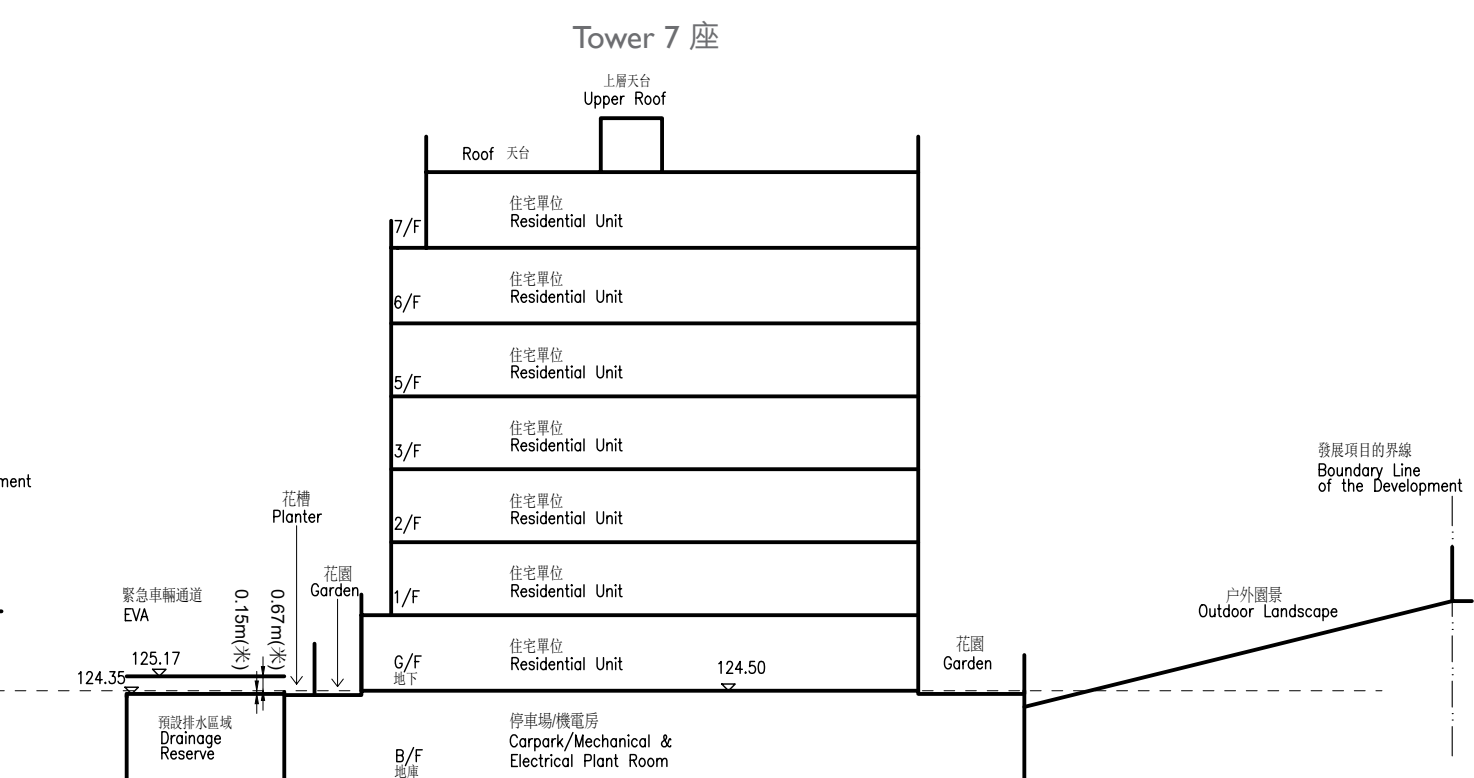 Tower 7 座
上層天台
Upper Roof
Roof 天台
住宅單位
7/F Residential Unit
住宅單位
6/F Residential Unit
住宅單位
5/F Residential Unit
住宅單位
3/F Residential Unit
住宅單位
2/F Residential Unit
住宅單位
1/F Residential Unit
住宅單位
G/F Residential Unit
地下
124.50
停車場/機電房
Carpark/Mechanical &
Electrical Plant Room
B/F
地庫
ment
花槽
Planter
花園
Garden
緊急車輛通道
EVA
0.15m(米)
0.67m(米)
125.17
124.35
預設排水區域
Drainage
Reserve
花園
Garden
户外園景
Outdoor Landscape
發展項目的界線
Boundary Line
of the Development